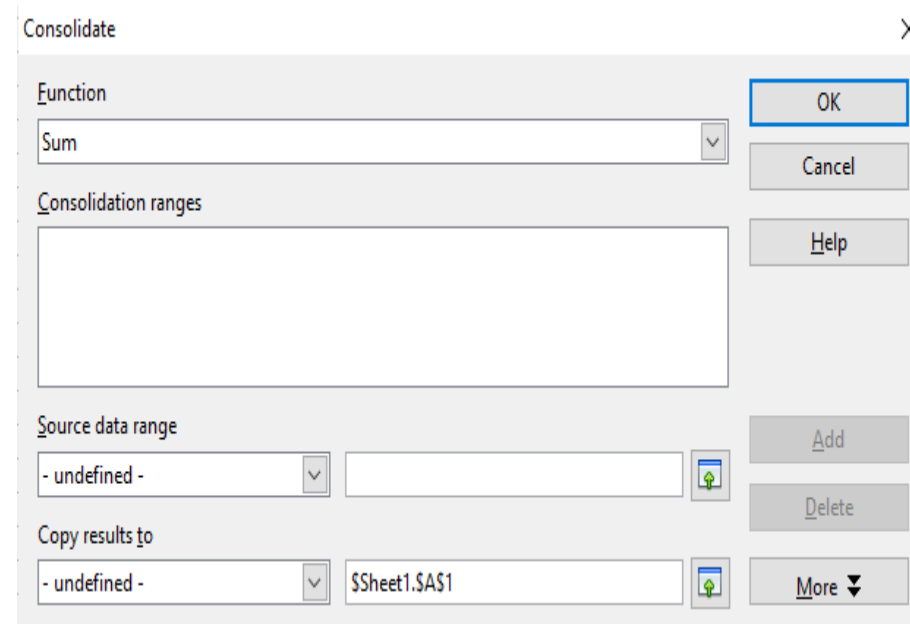 Consolidate
Function
OK
Sum
Cancel
Consolidation ranges
Help
Source data range
Add
- undefined -
Delete
Copy results to
- undefined - $Sheet1.$A$1
More